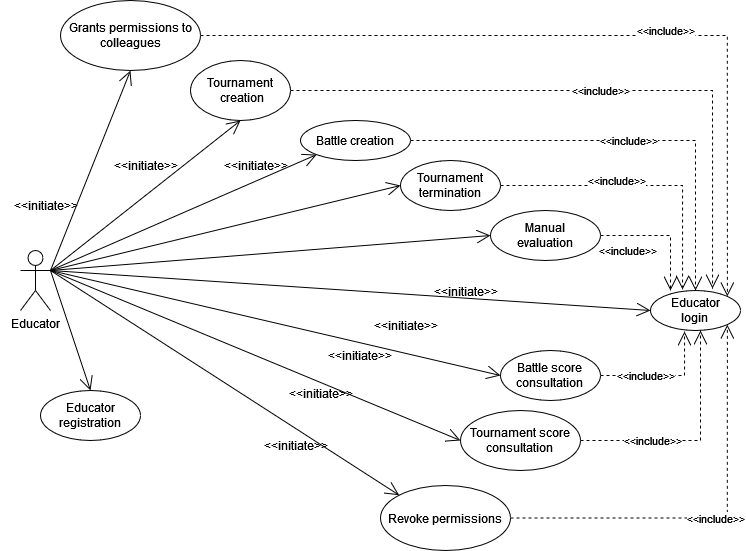 Grants permissions to
colleagues
<<include>>
Tournament
creation
<<include>>
Battle creation
<<include>>
<<initiate>>
<<initiate>>
Tournament
termination
<<include>>
<<initiate>>
Manual
evaluation
<<include>>
Educator
<<initiate>>
Educator
login
<<initiate>>
<<initiate>>
Battle score
consultation
<<include>>
<<initiate>>
Educator
registration
Tournament score
consultation
<<include>>
<<initiate>>
Revoke permissions
<<include>>